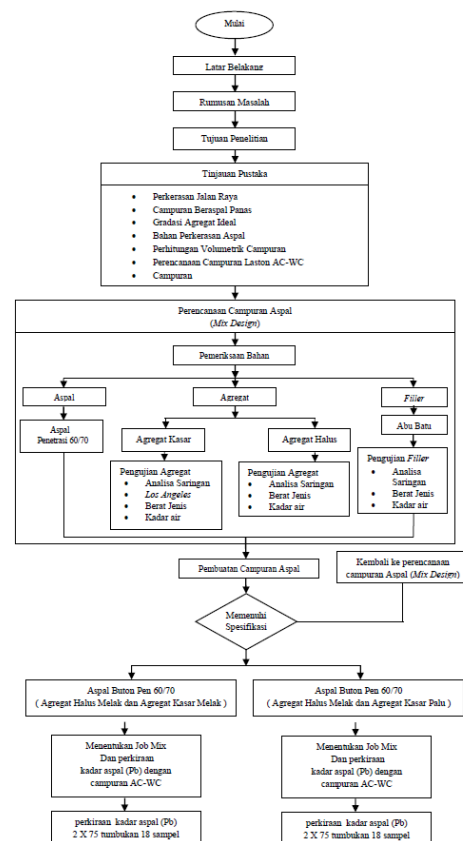 Mulai
Latar Belakang
Rumusan Masalah
Tujuan Penelitian
Tinjauan Pustaka
• Perkerasan Jalan Raya
• Campuran Beraspal Panas
• Gradasi Agregat Ideal
• Bahan Perkerasan Aspal
• Perhitungan Volumetrik Campuran
• Perencanaan Campuran Laston AC-WC
• Campuran
Perencanaan Campuran Aspal
(Mix Design)
Pemeriksaan Bahan
Aspal
Agregat
Filler
Aspal
Penetrasi 60/70
Agregat Kasar
Agregat Halus
Abu Batu
Pengujian Agregat
• Analisa Saringan
• Los Angeles
• Berat Jenis
• Kadar air
Pengujian Agregat
• Analisa Saringan
• Berat Jenis
• Kadar air
Pengujian Filler
• Analisa
Saringan
• Berat Jenis
• Kadar air
Pembuatan Campuran Aspal
Kembali ke perencanaan
campuran Aspal (Mix Design)
Memenuhi
Spesifikasi
Aspal Buton Pen 60/70
( Agregat Halus Melak dan Agregat Kasar Melak )
Aspal Buton Pen 60/70
( Agregat Halus Melak dan Agregat Kasar Palu )
Menentukan Job Mix
Dan perkiraan
kadar aspal (Pb) dengan
campuran AC-WC
Menentukan Job Mix
Dan perkiraan
kadar aspal (Pb) dengan
campuran AC-WC
perkiraan kadar aspal (Pb)
2 X 75 tumbukan 18 sampel
perkiraan kadar aspal (Pb)
2 X 75 tumbukan 18 sampel